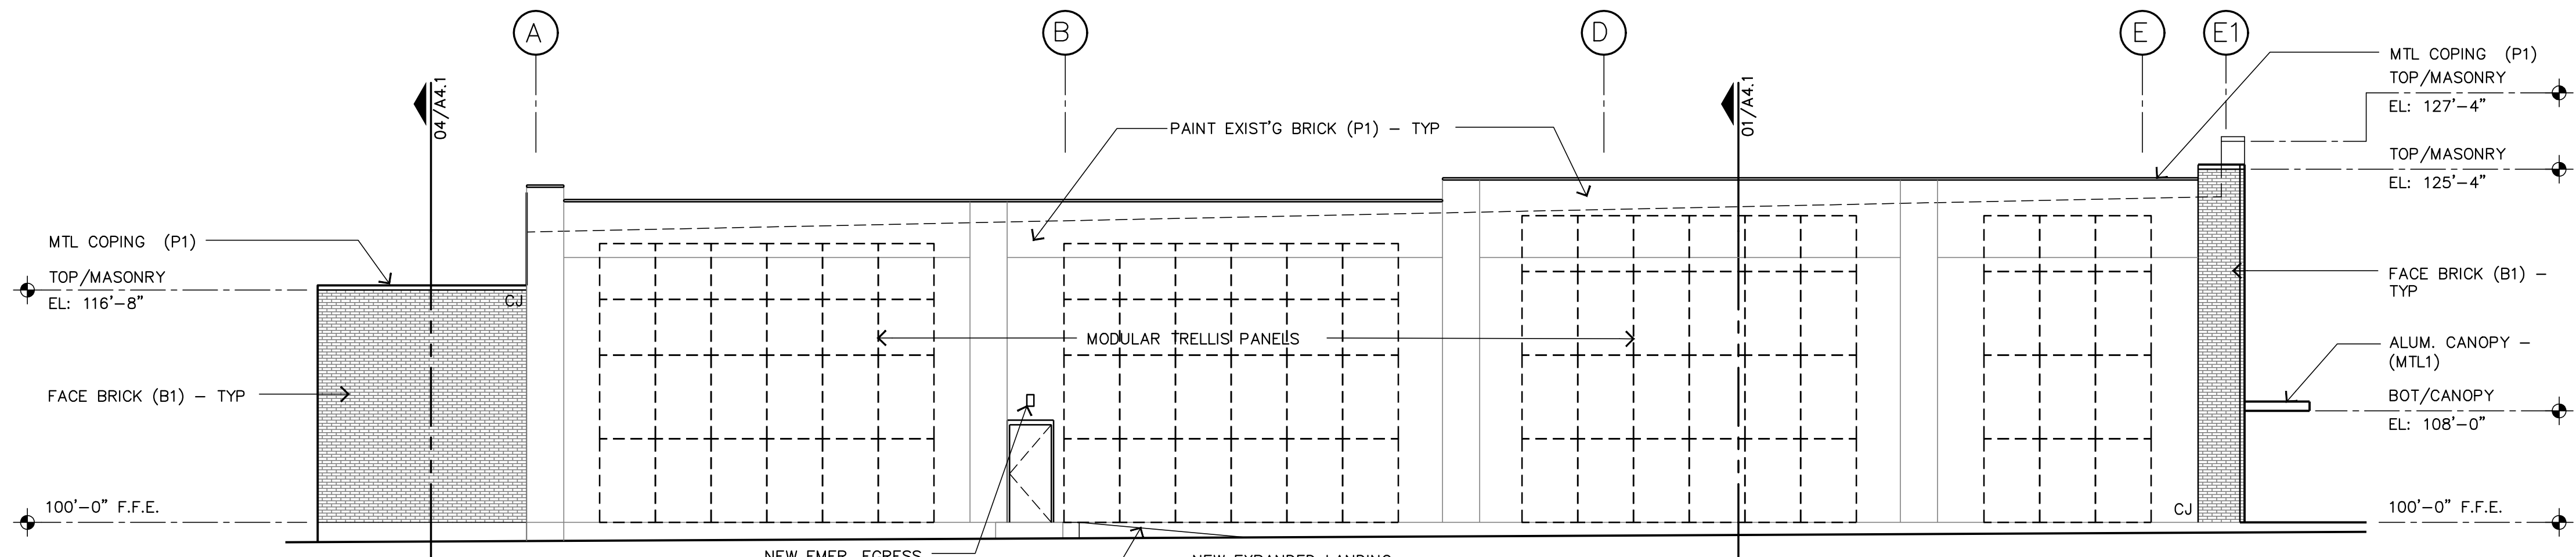 A
B
D
E
E1
04/A4.1
01/A4.1
MTL COPING (P1)
TOP/MASONRY
EL: 127'-4"
PAINT EXIST'G BRICK (P1) - TYP
TOP/MASONRY
EL: 125'-4"
MTL COPING (P1)
TOP/MASONRY
EL: 116'-8"
CJ
FACE BRICK (B1) -
TYP
MODULAR TRELLIS PANELS
ALUM. CANOPY -
(MTL1)
FACE BRICK (B1) - TYP
BOT/CANOPY
EL: 108'-0"
100'-0" F.F.E.
CJ
100'-0" F.F.E.
NEW EMER. EGRESS
NEW EXPANDED LANDING